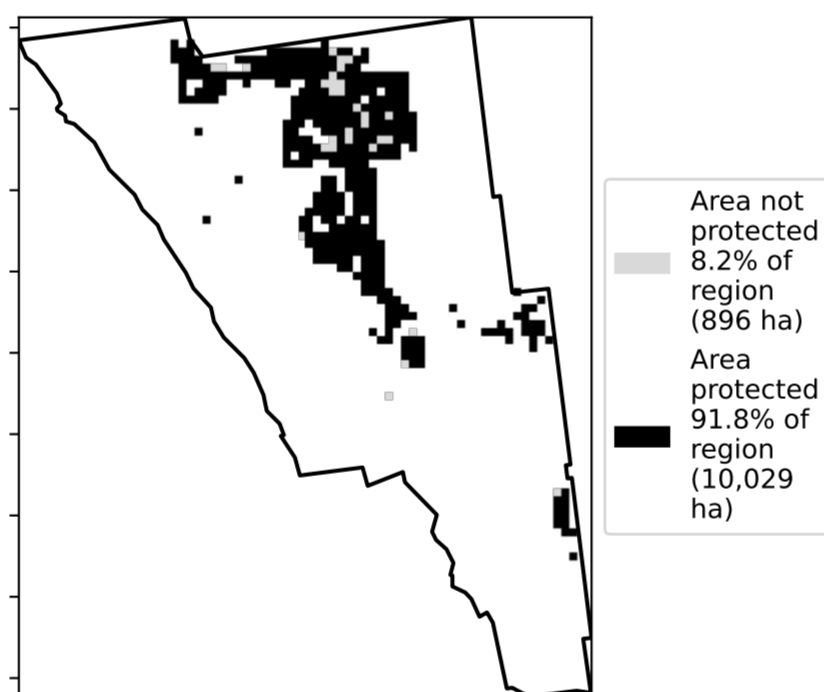 Area not
protected
8.2% of
region
(896 ha)
Area
protected
91.8% of
region
(10,029
ha)